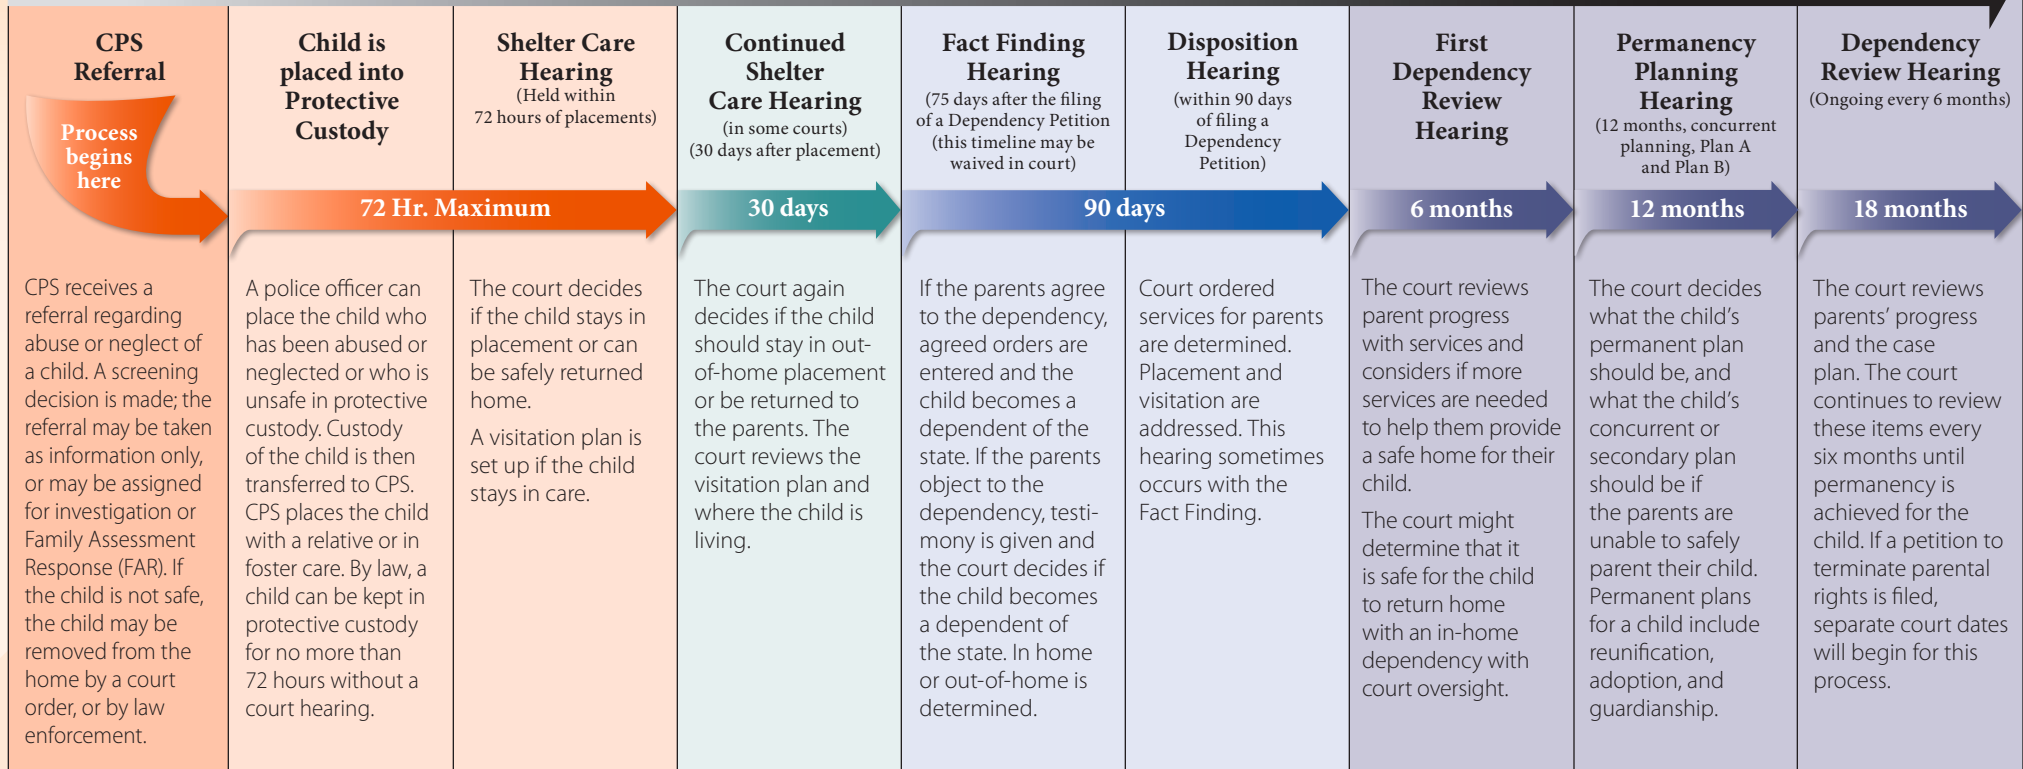 CPS
Referral
Process
begins
here
CPS receives a
referral regarding
abuse or neglect of
a child. A screening
decision is made; the
referral may be taken
as information only,
or may be assigned
for investigation or
Family Assessment
Response (FAR). If
the child is not safe,
the child may be
removed from the
home by a court
order, or by law
enforcement.
Child is
placed into
Protective
Custody
72 Hr. Maximum
A police officer can
place the child who
has been abused or
neglected or who is
unsafe in protective
custody. Custody
of the child is then
transferred to CPS.
CPS places the child
with a relative or in
foster care. By law, a
child can be kept in
protective custody
for no more than
72 hours without a
court hearing.
Shelter Care
Hearing
(Held within
72 hours of placements)
The court decides
if the child stays in
placement or can
be safely returned
home.
A visitation plan is
set up if the child
stays in care.
Continued
Shelter
Care Hearing
(in some courts)
(30 days after placement)
30 days
The court again
decides if the child
should stay in out-
of-home placement
or be returned to
the parents. The
court reviews the
visitation plan and
where the child is
living.
Fact Finding
Hearing
(75 days after the filing
of a Dependency Petition
(this timeline may be
waived in court)
90 days
If the parents agree
to the dependency,
agreed orders are
entered and the
child becomes a
dependent of the
state. If the parents
object to the
dependency, testi-
mony is given and
the court decides if
the child becomes
a dependent of
the state. In home
or out-of-home is
determined.
Disposition
Hearing
(within 90 days
of filing a
Dependency
Petition)
Court ordered
services for parents
are determined.
Placement and
visitation are
addressed. This
hearing sometimes
occurs with the
Fact Finding.
First
Dependency
Review
Hearing
6 months
The court reviews
parent progress
with services and
considers if more
services are needed
to help them provide
a safe home for their
child.
The court might
determine that it
is safe for the child
to return home
with an in-home
dependency with
court oversight.
Permanency
Planning
Hearing
(12 months, concurrent
planning, Plan A
and Plan B)
12 months
The court decides
what the child’s
permanent plan
should be, and
what the child’s
concurrent or
secondary plan
should be if
the parents are
unable to safely
parent their child.
Permanent plans
for a child include
reunification,
adoption, and
guardianship.
Dependency
Review Hearing
(Ongoing every 6 months)
18 months
The court reviews
parents’ progress
and the case
plan. The court
continues to review
these items every
six months until
permanency is
achieved for the
child. If a petition to
terminate parental
rights is filed,
separate court dates
will begin for this
process.